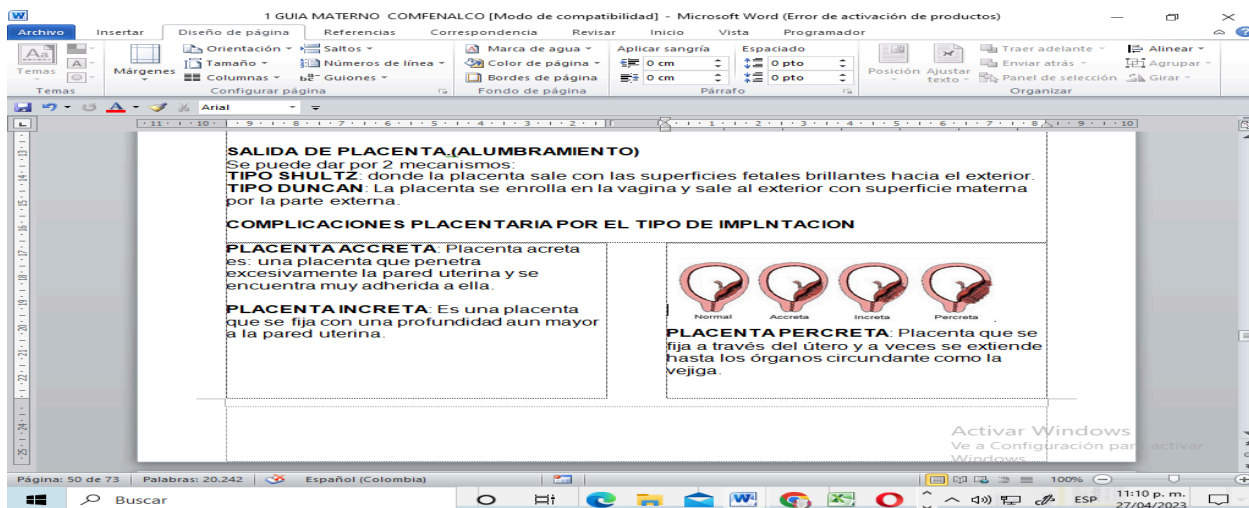 1 GUIA MATERNO  COMFENALCO [Modo de compatibilidad]  -  Microsoft Word (Error de activación de productos)
Archivo Insertar Diseño de página Referencias Correspondencia Revisar Inicio Vista Programador
Orientación Saltos Marca de agua Aplicar sangría Espaciado Traer adelante Alinear
Aa Tamaño Números de línea Color de página 0 cm 0 pto Enviar atrás Agrupar
Temas Márgenes Columnas Guiones Bordes de página 0 cm 0 pto Posición Ajustar texto Panel de selección Girar
Temas Configurar página Fondo de página Párrafo Organizar
Arial
SALIDA DE PLACENTA (ALUMBRAMIENTO)
Se puede dar por 2 mecanismos:
TIPO SHULTZ: donde la placenta sale con las superficies fetales brillantes hacia el exterior.
TIPO DUNCAN: La placenta se enrolla en la vagina y sale al exterior con superficie materna
por la parte externa.
COMPLICACIONES PLACENTARIA POR EL TIPO DE IMPLNTACION
PLACENTA ACCRETA: Placenta acreta
es: una placenta que penetra
excesivamente la pared uterina y se
encuentra muy adherida a ella.
PLACENTA INCRETA: Es una placenta
que se fija con una profundidad aun mayor
a la pared uterina.
Normal Accreta Increta Percreta
PLACENTA PERCRETA: Placenta que se
fija a través del útero y a veces se extiende
hasta los órganos circundante como la
vejiga.
Activar Windows
Ve a Configuración para activar
Windows.
Página: 50 de 73 Palabras: 20.242 Español (Colombia) 100%
Buscar ESP 11:10 p. m.
27/04/2023